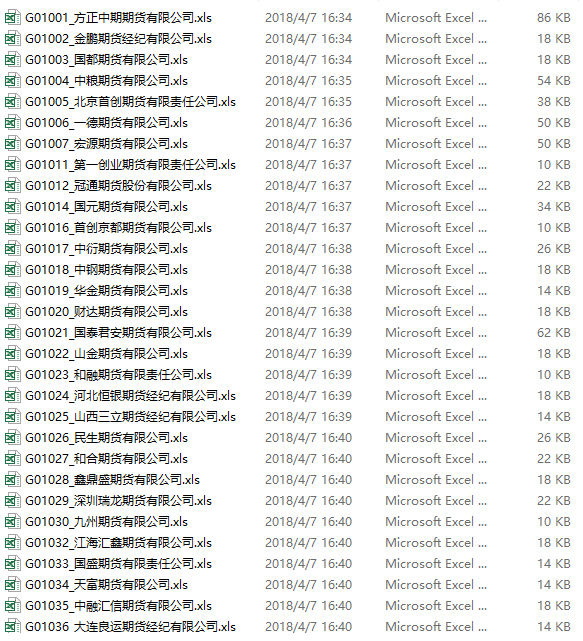 G01001_方正中期期货有限公司.xls 2018/4/7 16:34 Microsoft Excel ... 86 KB
G01002_金鹏期货经纪有限公司.xls 2018/4/7 16:34 Microsoft Excel ... 18 KB
G01003_国都期货有限公司.xls 2018/4/7 16:34 Microsoft Excel ... 18 KB
G01004_中粮期货有限公司.xls 2018/4/7 16:35 Microsoft Excel ... 54 KB
G01005_北京首创期货有限责任公司.xls 2018/4/7 16:35 Microsoft Excel ... 38 KB
G01006_一德期货有限公司.xls 2018/4/7 16:36 Microsoft Excel ... 50 KB
G01007_宏源期货有限公司.xls 2018/4/7 16:37 Microsoft Excel ... 50 KB
G01011_第一创业期货有限责任公司.xls 2018/4/7 16:37 Microsoft Excel ... 10 KB
G01012_冠通期货股份有限公司.xls 2018/4/7 16:37 Microsoft Excel ... 22 KB
G01014_国元期货有限公司.xls 2018/4/7 16:37 Microsoft Excel ... 34 KB
G01016_首创京都期货有限公司.xls 2018/4/7 16:37 Microsoft Excel ... 10 KB
G01017_中衍期货有限公司.xls 2018/4/7 16:38 Microsoft Excel ... 26 KB
G01018_中钢期货有限公司.xls 2018/4/7 16:38 Microsoft Excel ... 18 KB
G01019_华金期货有限公司.xls 2018/4/7 16:38 Microsoft Excel ... 14 KB
G01020_财达期货有限公司.xls 2018/4/7 16:38 Microsoft Excel ... 18 KB
G01021_国泰君安期货有限公司.xls 2018/4/7 16:39 Microsoft Excel ... 62 KB
G01022_山金期货有限公司.xls 2018/4/7 16:39 Microsoft Excel ... 18 KB
G01023_和融期货有限责任公司.xls 2018/4/7 16:39 Microsoft Excel ... 10 KB
G01024_河北恒银期货经纪有限公司.xls 2018/4/7 16:39 Microsoft Excel ... 18 KB
G01025_山西三立期货经纪有限公司.xls 2018/4/7 16:39 Microsoft Excel ... 14 KB
G01026_民生期货有限公司.xls 2018/4/7 16:40 Microsoft Excel ... 26 KB
G01027_和合期货有限公司.xls 2018/4/7 16:40 Microsoft Excel ... 22 KB
G01028_鑫鼎盛期货有限公司.xls 2018/4/7 16:40 Microsoft Excel ... 18 KB
G01029_深圳瑞龙期货有限公司.xls 2018/4/7 16:40 Microsoft Excel ... 22 KB
G01030_九州期货有限公司.xls 2018/4/7 16:40 Microsoft Excel ... 10 KB
G01032_江海汇鑫期货有限公司.xls 2018/4/7 16:40 Microsoft Excel ... 18 KB
G01033_国盛期货有限责任公司.xls 2018/4/7 16:40 Microsoft Excel ... 14 KB
G01034_天富期货有限公司.xls 2018/4/7 16:40 Microsoft Excel ... 14 KB
G01035_中融汇信期货有限公司.xls 2018/4/7 16:40 Microsoft Excel ... 18 KB
G01036_大连良运期货经纪有限公司.xls 2018/4/7 16:40 Microsoft Excel ... 14 KB